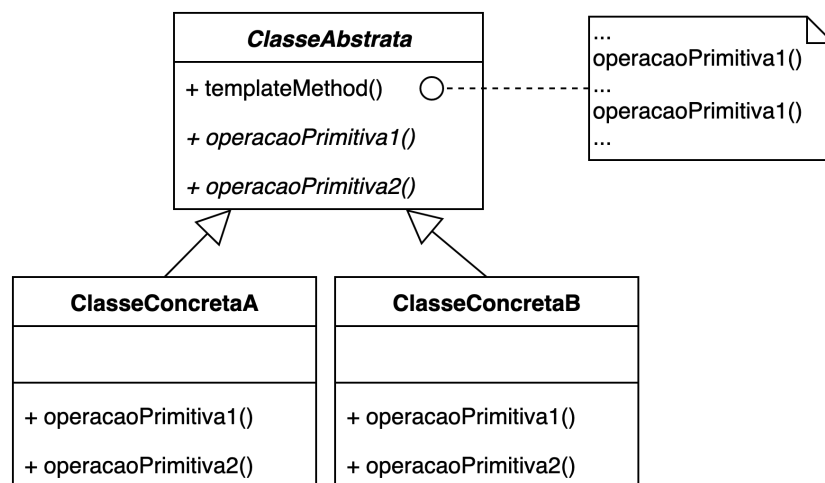 ClasseAbstrata
+ templateMethod()
+ operacaoPrimitiva1()
+ operacaoPrimitiva2()
...
operacaoPrimitiva1()
...
operacaoPrimitiva1()
...
ClasseConcretaA
+ operacaoPrimitiva1()
+ operacaoPrimitiva2()
ClasseConcretaB
+ operacaoPrimitiva1()
+ operacaoPrimitiva2()